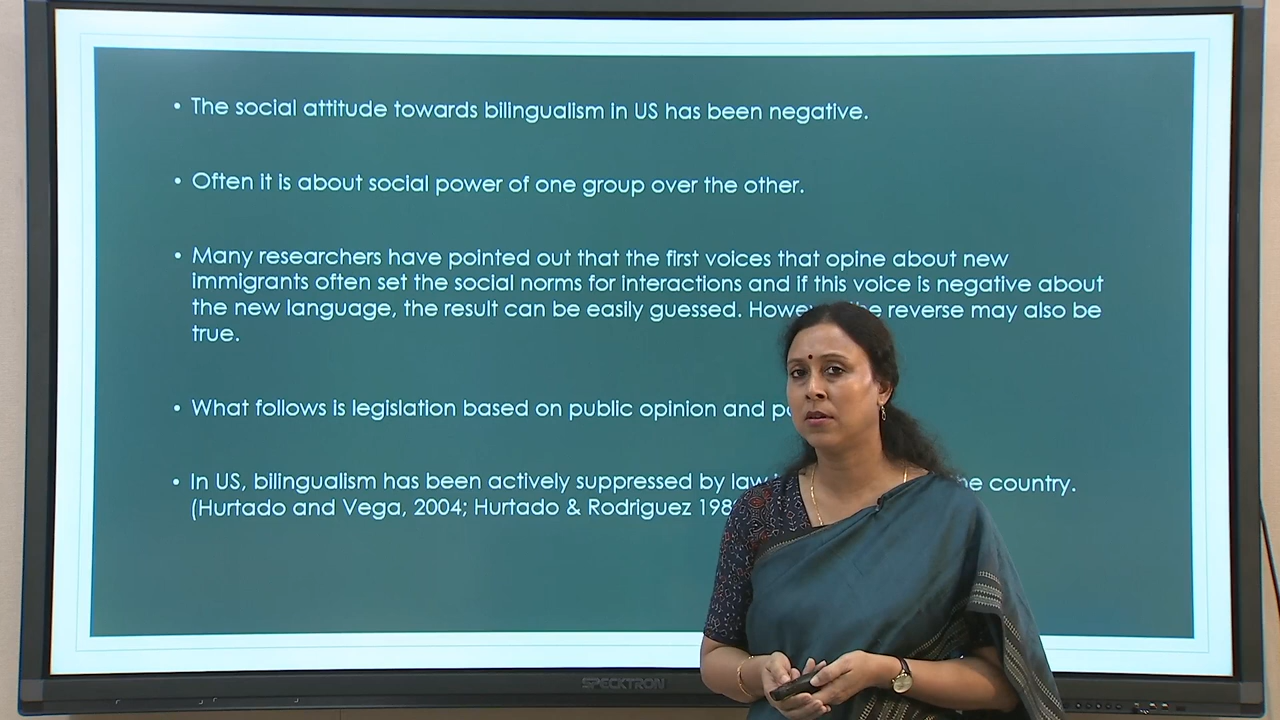 • The social attitude towards bilingualism in US has been negative.
• Often it is about social power of one group over the other.
• Many researchers have pointed out that the first voices that opine about new
immigrants often set the social norms for interactions and if this voice is negative about
the new language, the result can be easily guessed. reverse may also be
true.
• What follows is legislation based on public opinion and
• In US, bilingualism has been actively suppressed by law country.
(Hurtado and Vega, 2004; Hurtado & Rodriguez
SPECKTRON